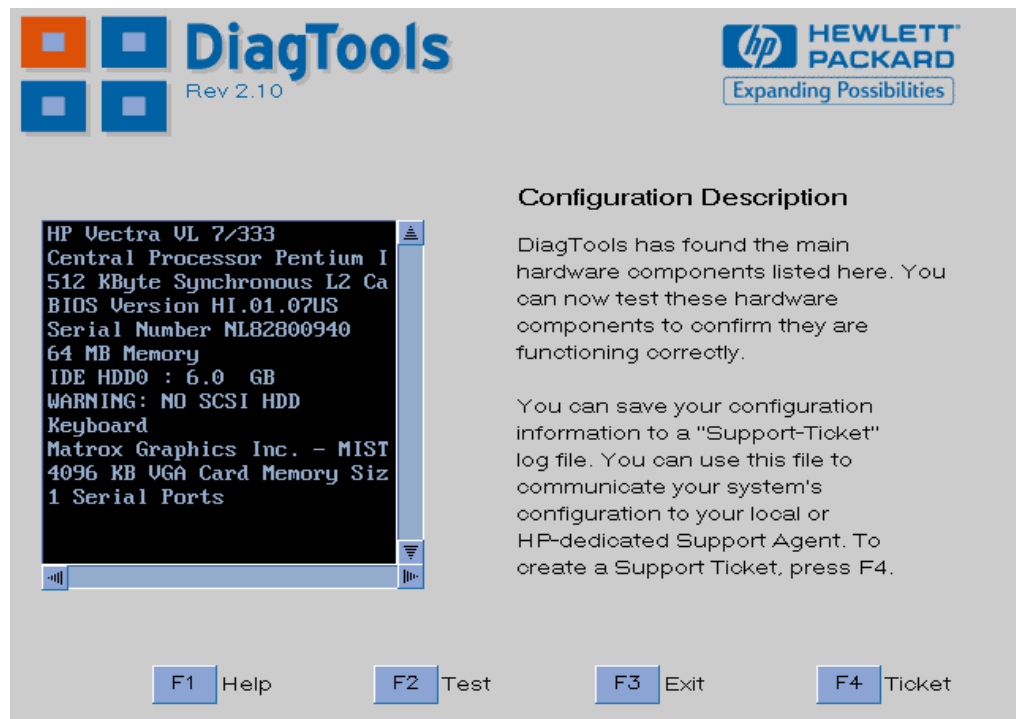 DiagTools
Rev 2.10
hp HEWLETT
PACKARD
Expanding Possibilities
HP Vectra VL 7/333
Central Processor Pentium I
512 KByte Synchronous L2 Ca
BIOS Version HI.01.07US
Serial Number NL82800940
64 MB Memory
IDE HDD0 : 6.0 GB
WARNING: NO SCSI HDD
Keyboard
Matrox Graphics Inc. - MIST
4096 KB VGA Card Memory Siz
1 Serial Ports
Configuration Description
DiagTools has found the main
hardware components listed here. You
can now test these hardware
components to confirm they are
functioning correctly.
You can save your configuration
information to a "Support-Ticket"
log file. You can use this file to
communicate your system's
configuration to your local or
HP-dedicated Support Agent. To
create a Support Ticket, press F4.
F1 Help F2 Test F3 Exit F4 Ticket